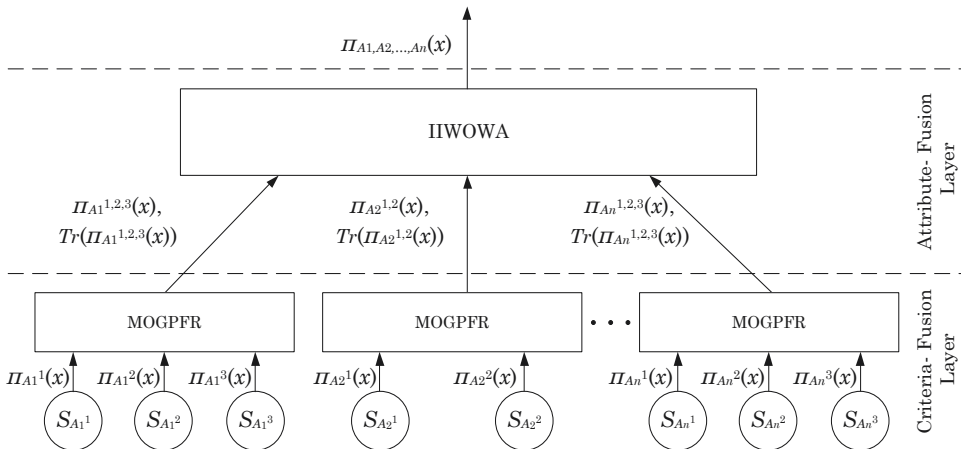 Π_{A1,A2,...,An}(x)
IIWOWA
Attribute- Fusion
Layer
Π_{A1^{1,2,3}}(x),
Tr(Π_{A1^{1,2,3}}(x))
Π_{A2^{1,2}}(x),
Tr(Π_{A2^{1,2}}(x))
Π_{An^{1,2,3}}(x),
Tr(Π_{An^{1,2,3}}(x))
MOGPFR
MOGPFR
• • •
MOGPFR
Criteria- Fusion
Layer
Π_{A1^1}(x)
Π_{A1^2}(x)
Π_{A1^3}(x)
Π_{A2^1}(x)
Π_{A2^2}(x)
Π_{An^1}(x)
Π_{An^2}(x)
Π_{An^3}(x)
S_{A1^1}
S_{A1^2}
S_{A1^3}
S_{A2^1}
S_{A2^2}
S_{An^1}
S_{An^2}
S_{An^3}